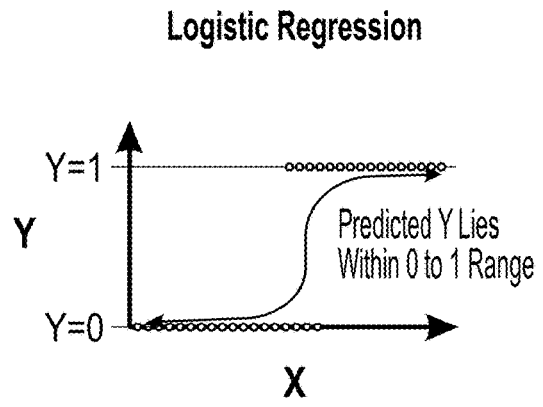 Logistic Regression
Y=1
Y
Predicted Y Lies
Within 0 to 1 Range
Y=0
X